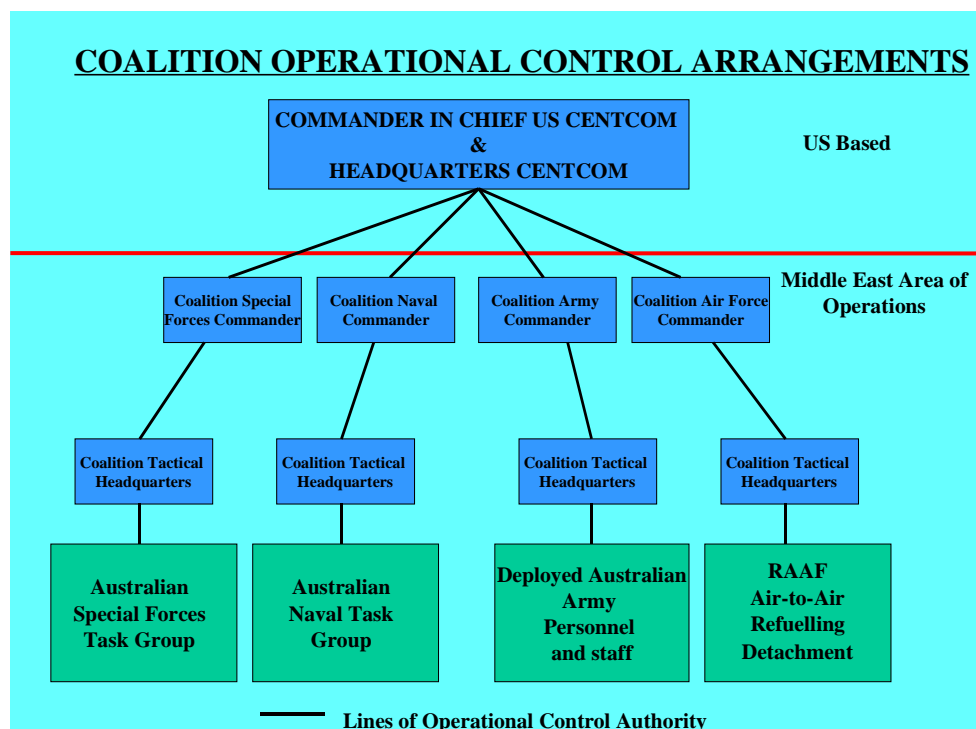 COALITION OPERATIONAL CONTROL ARRANGEMENTS
COMMANDER IN CHIEF US CENTCOM
&
HEADQUARTERS CENTCOM
US Based
Middle East Area of
Operations
Coalition Special
Forces Commander
Coalition Naval
Commander
Coalition Army
Commander
Coalition Air Force
Commander
Coalition Tactical
Headquarters
Coalition Tactical
Headquarters
Coalition Tactical
Headquarters
Coalition Tactical
Headquarters
Australian
Special Forces
Task Group
Australian
Naval Task
Group
Deployed Australian
Army
Personnel
and staff
RAAF
Air-to-Air
Refuelling
Detachment
Lines of Operational Control Authority